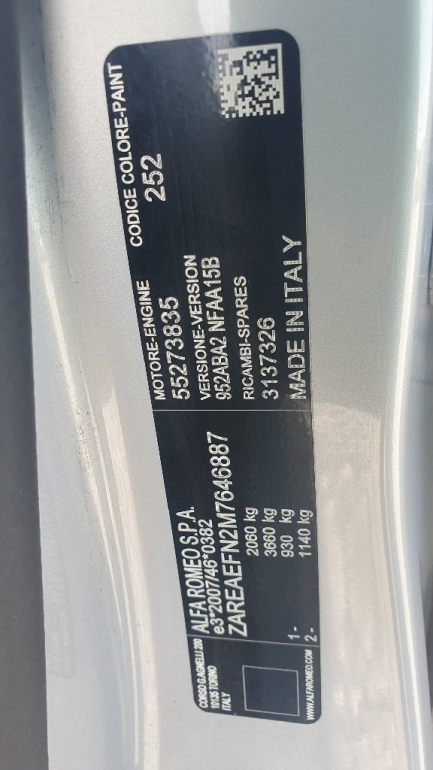 CORSO G.AGNELLI 200
10135 TORINO
ITALY
WWW.ALFAROMEO.COM
ALFA ROMEO S.P.A.
e3*2007/46*0382
ZAREAEFN2M7646887
2060 kg
3660 kg
1- 930 kg
2- 1140 kg
MOTORE-ENGINE
55273835
VERSIONE-VERSION
952ABA2 NFAA15B
RICAMBI-SPARES
3137326
MADE IN ITALY
CODICE COLORE-PAINT
252